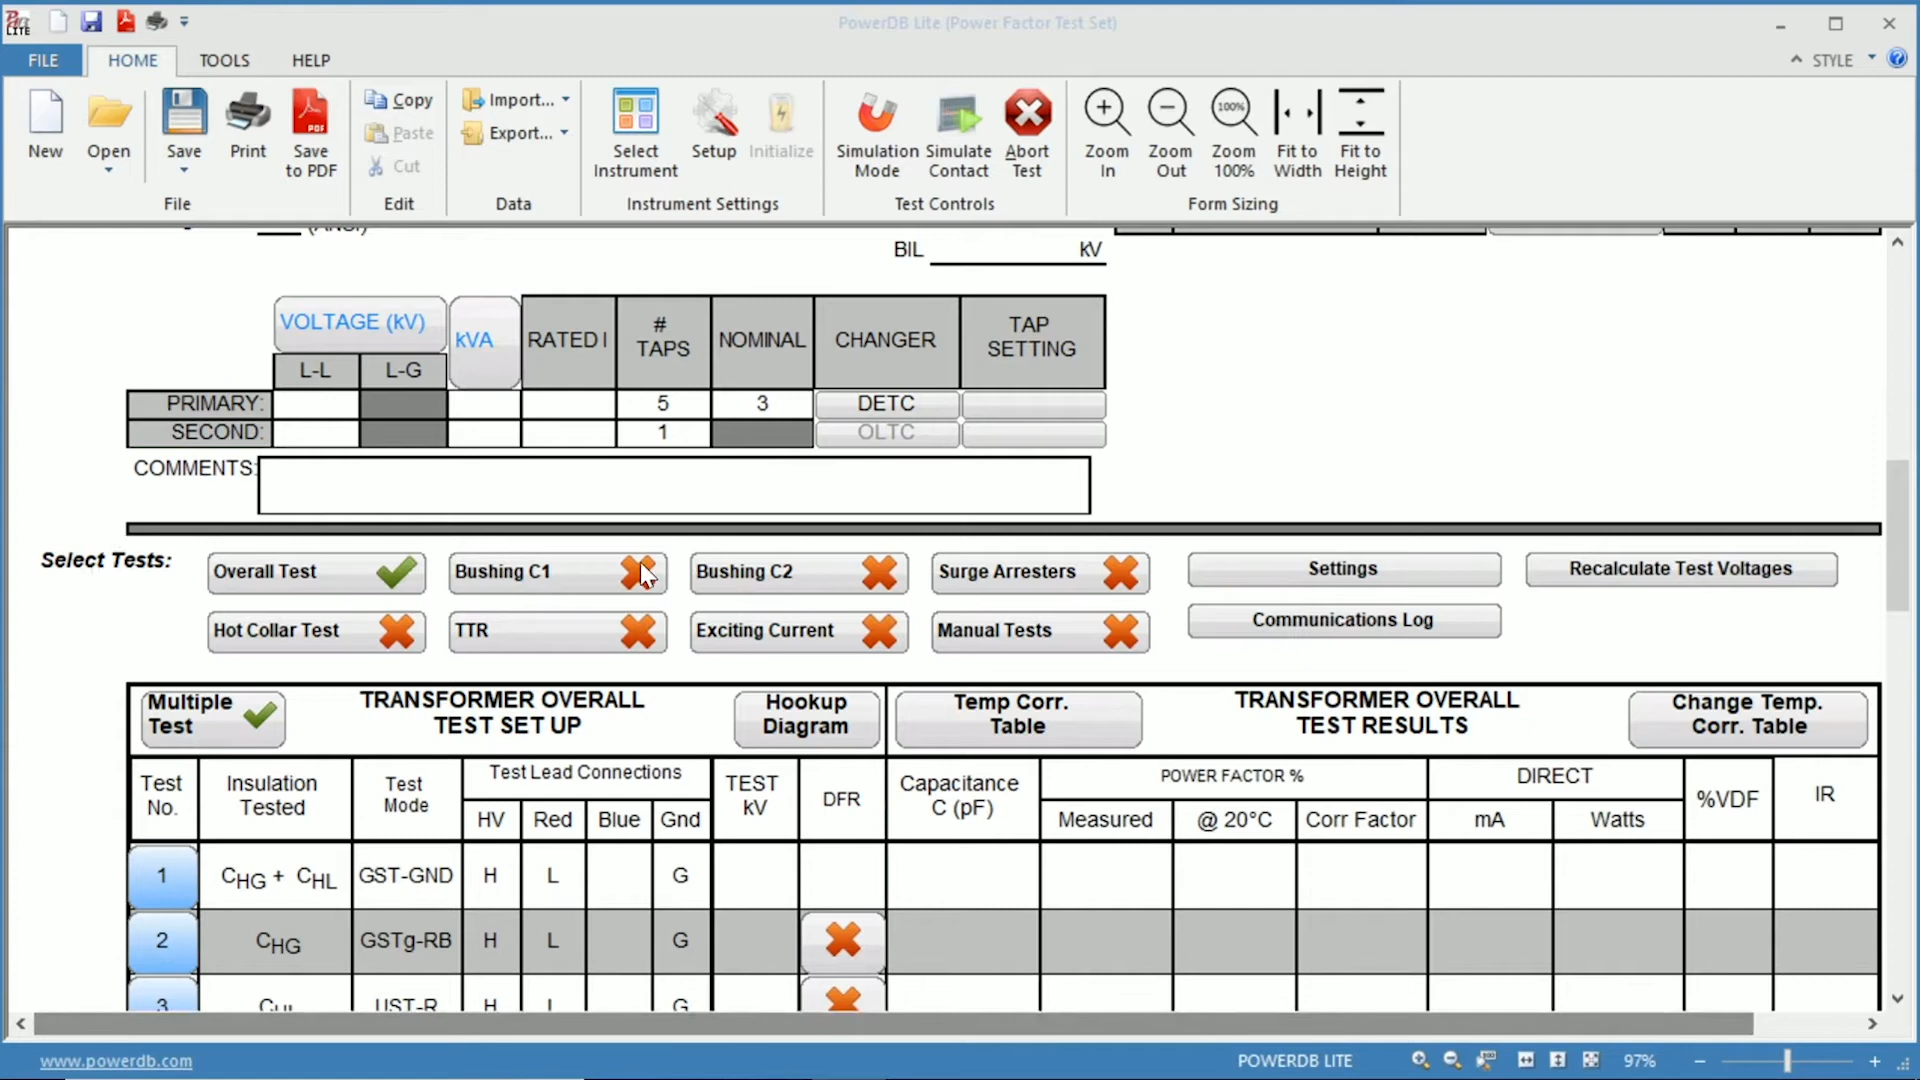 LITE
PowerDB Lite (Power Factor Test Set)
FILE HOME TOOLS HELP STYLE
New Open Save Print Save to PDF
Copy
Paste
Cut
Import...
Export...
Select Instrument Setup Initialize
Simulation Mode Simulate Contact Abort Test
Zoom In Zoom Out 100% Zoom 100% Fit to Width Fit to Height
File Edit Data Instrument Settings Test Controls Form Sizing
(ANSI)
BIL kV
VOLTAGE (kV) kVA RATED I # TAPS NOMINAL CHANGER TAP SETTING
L-L L-G
PRIMARY: 5 3 DETC
SECOND: 1 OLTC
COMMENTS:
Select Tests: Overall Test Bushing C1 Bushing C2 Surge Arresters Settings Recalculate Test Voltages
Hot Collar Test TTR Exciting Current Manual Tests Communications Log
Multiple Test TRANSFORMER OVERALL TEST SET UP Hookup Diagram Temp Corr. Table TRANSFORMER OVERALL TEST RESULTS Change Temp. Corr. Table
Test No. Insulation Tested Test Mode Test Lead Connections TEST kV DFR Capacitance C (pF) POWER FACTOR % DIRECT %VDF IR
HV Red Blue Gnd Measured @ 20°C Corr Factor mA Watts
1 CHG + CHL GST-GND H L G
2 CHG GSTg-RB H L G
3 CHL UST-R H L G
www.powerdb.com POWERDB LITE 97%